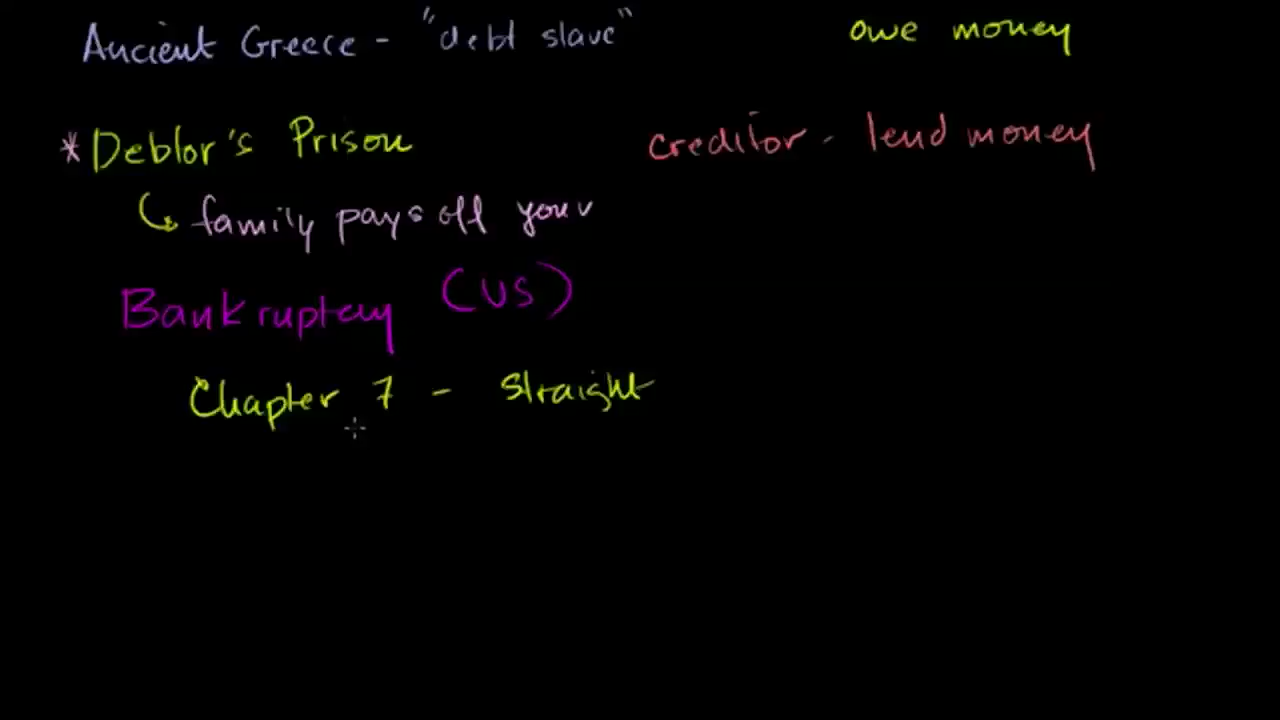 Ancient Greece - "debt slave"
owe money
* Debtor's Prison
creditor - lend money
family pays off your
Bankruptcy (US)
Chapter 7 - Straight